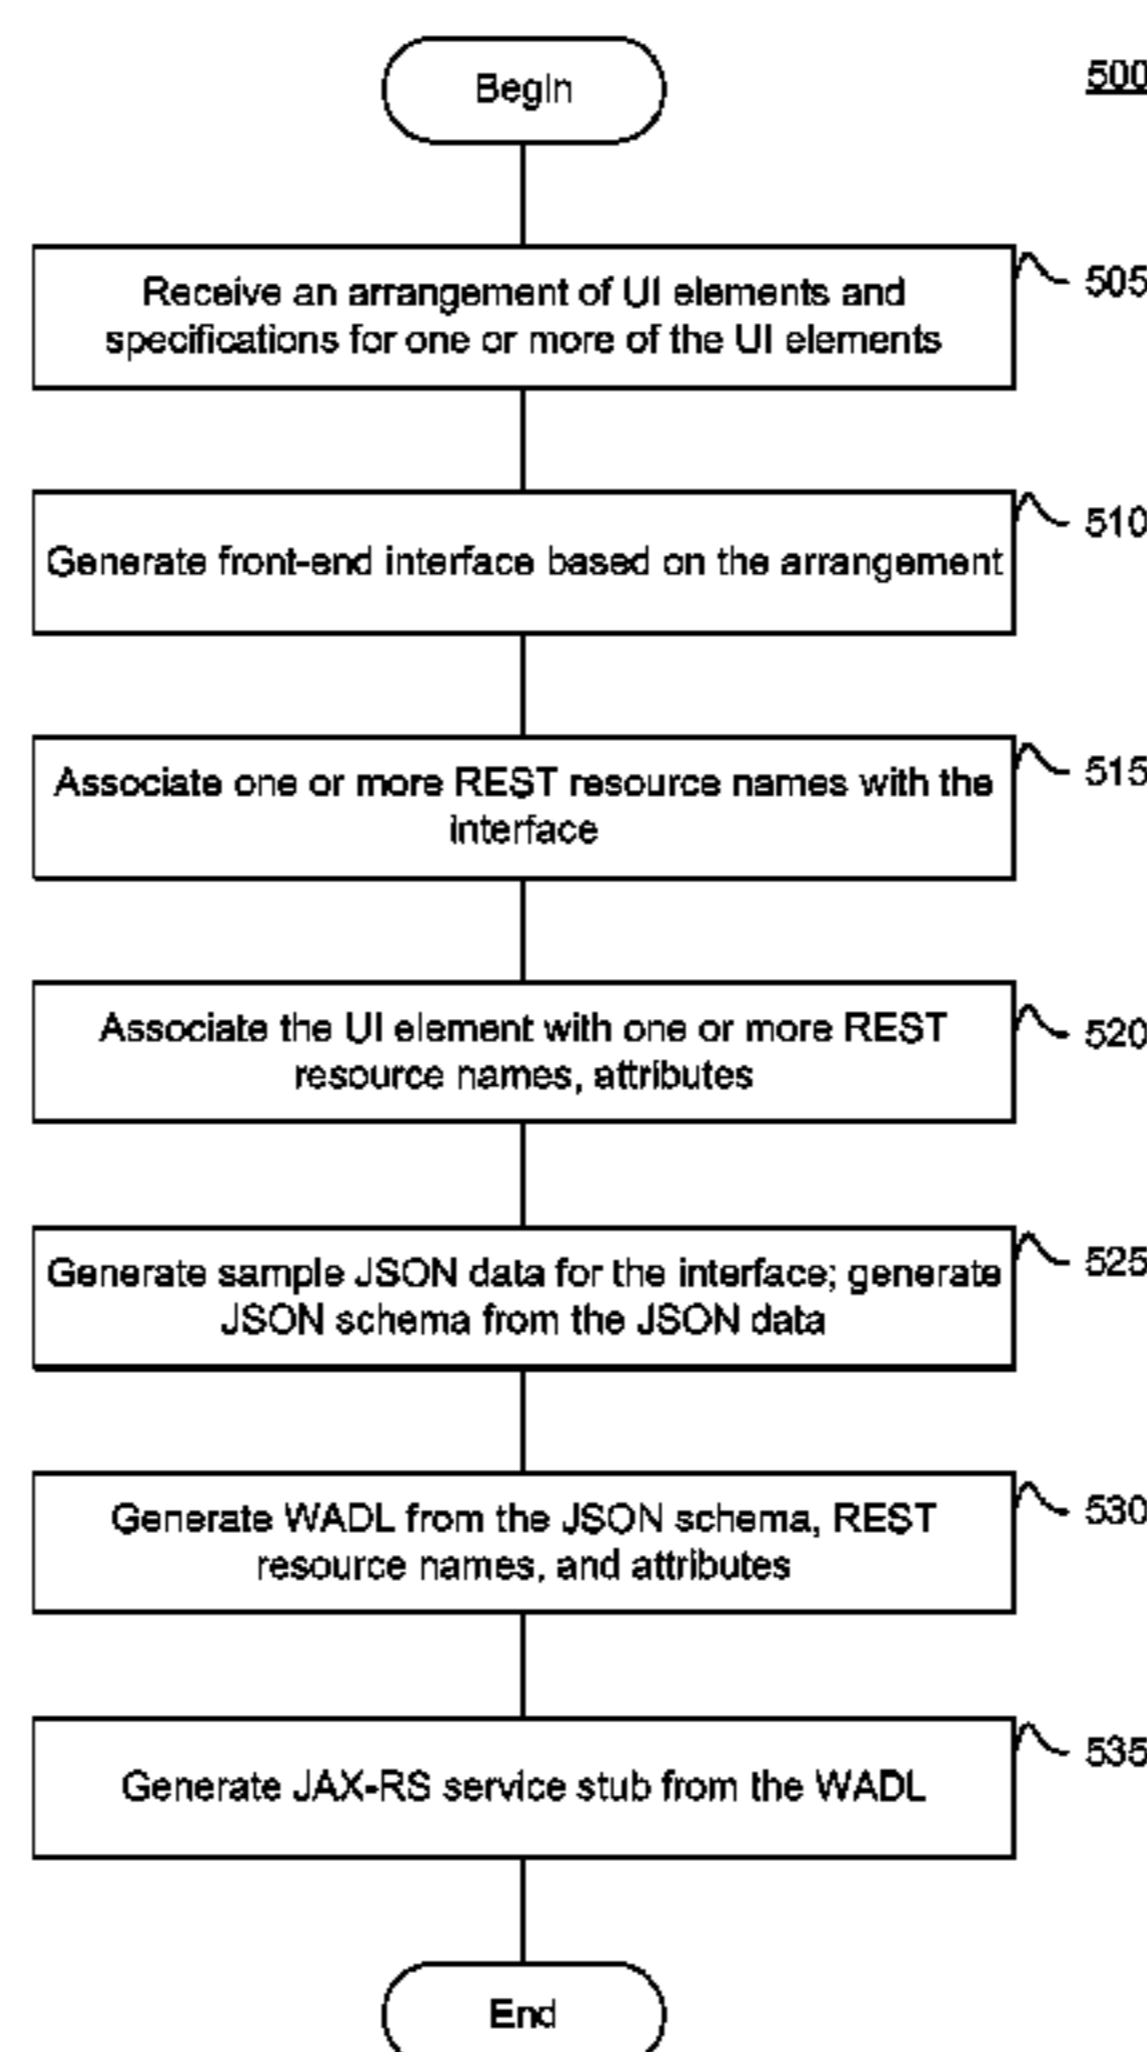 Begin
500
Receive an arrangement of UI elements and
specifications for one or more of the UI elements
505
Generate front-end interface based on the arrangement
510
Associate one or more REST resource names with the
interface
515
Associate the UI element with one or more REST
resource names, attributes
520
Generate sample JSON data for the interface; generate
JSON schema from the JSON data
525
Generate WADL from the JSON schema, REST
resource names, and attributes
530
Generate JAX-RS service stub from the WADL
535
End